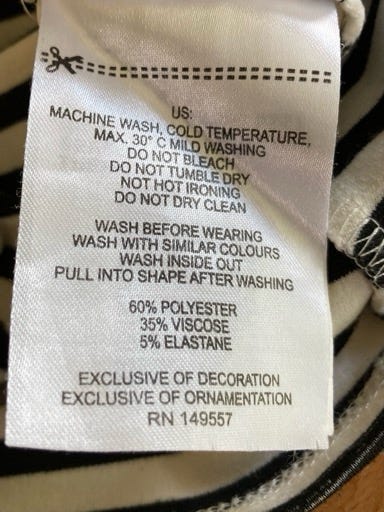 US:
MACHINE WASH, COLD TEMPERATURE,
MAX. 30° C MILD WASHING
DO NOT BLEACH
DO NOT TUMBLE DRY
NOT HOT IRONING
DO NOT DRY CLEAN
WASH BEFORE WEARING
WASH WITH SIMILAR COLOURS
WASH INSIDE OUT
PULL INTO SHAPE AFTER WASHING
60% POLYESTER
35% VISCOSE
5% ELASTANE
EXCLUSIVE OF DECORATION
EXCLUSIVE OF ORNAMENTATION
RN 149557